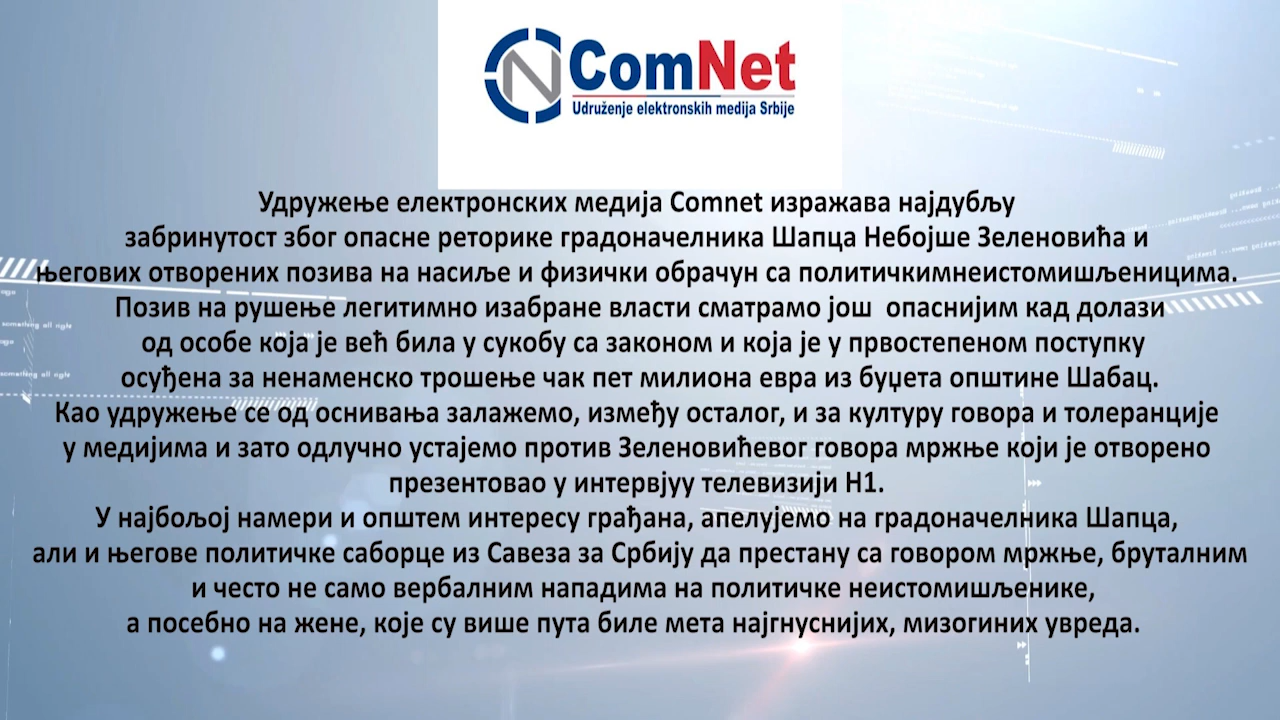 ComNet
Udruženje elektronskih medija Srbije
Удружење електронских медија Comnet изражава најдубљу
забринутост због опасне реторике градоначелника Шапца Небојше Зеленовића и
његових отворених позива на насиље и физички обрачун са политичкимнеистомишљеницима.
Позив на рушење легитимно изабране власти сматрамо још опаснијим кад долази
од особе која је већ била у сукобу са законом и која је у првостепеном поступку
осуђена за ненаменско трошење чак пет милиона евра из буџета општине Шабац.
Као удружење се од оснивања залажемо, између осталог, и за културу говора и толеранције
у медијима и зато одлучно устајемо против Зеленовићевог говора мржње који је отворено
презентовао у интервјуу телевизији Н1.
У најбољој намери и општем интересу грађана, апелујемо на градоначелника Шапца,
али и његове политичке саборце из Савеза за Србију да престану са говором мржње, бруталним
и често не само вербалним нападима на политичке неистомишљенике,
а посебно на жене, које су више пута биле мета најгнуснијих, мизогиних увреда.